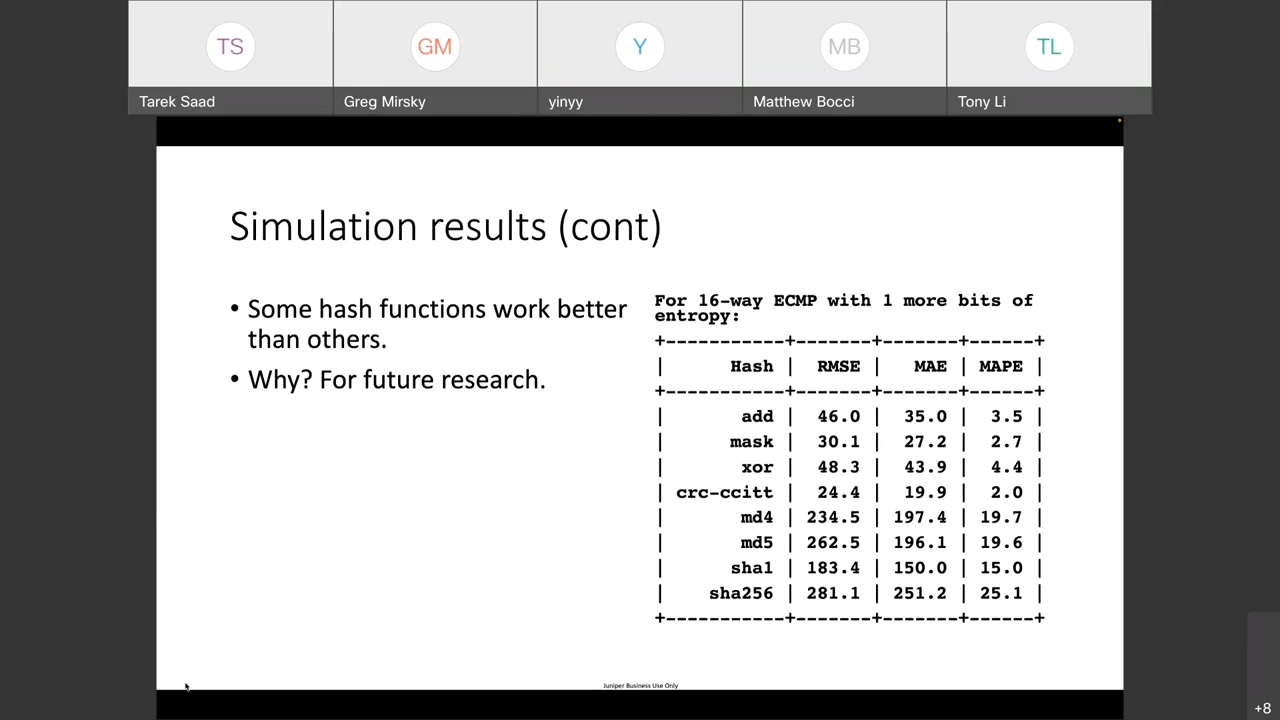 TS
GM
Y
MB
TL
Tarek Saad
Greg Mirsky
yinyy
Matthew Bocci
Tony Li
Simulation results (cont)
• Some hash functions work better
than others.
• Why? For future research.
For 16-way ECMP with 1 more bits of
entropy:
+-----------+-------+-------+------+
|      Hash |  RMSE |   MAE | MAPE |
+-----------+-------+-------+------+
|       add |  46.0 |  35.0 |  3.5 |
|      mask |  30.1 |  27.2 |  2.7 |
|       xor |  48.3 |  43.9 |  4.4 |
| crc-ccitt |  24.4 |  19.9 |  2.0 |
|       md4 | 234.5 | 197.4 | 19.7 |
|       md5 | 262.5 | 196.1 | 19.6 |
|      sha1 | 183.4 | 150.0 | 15.0 |
|    sha256 | 281.1 | 251.2 | 25.1 |
+-----------+-------+-------+------+
Juniper Business Use Only
+8